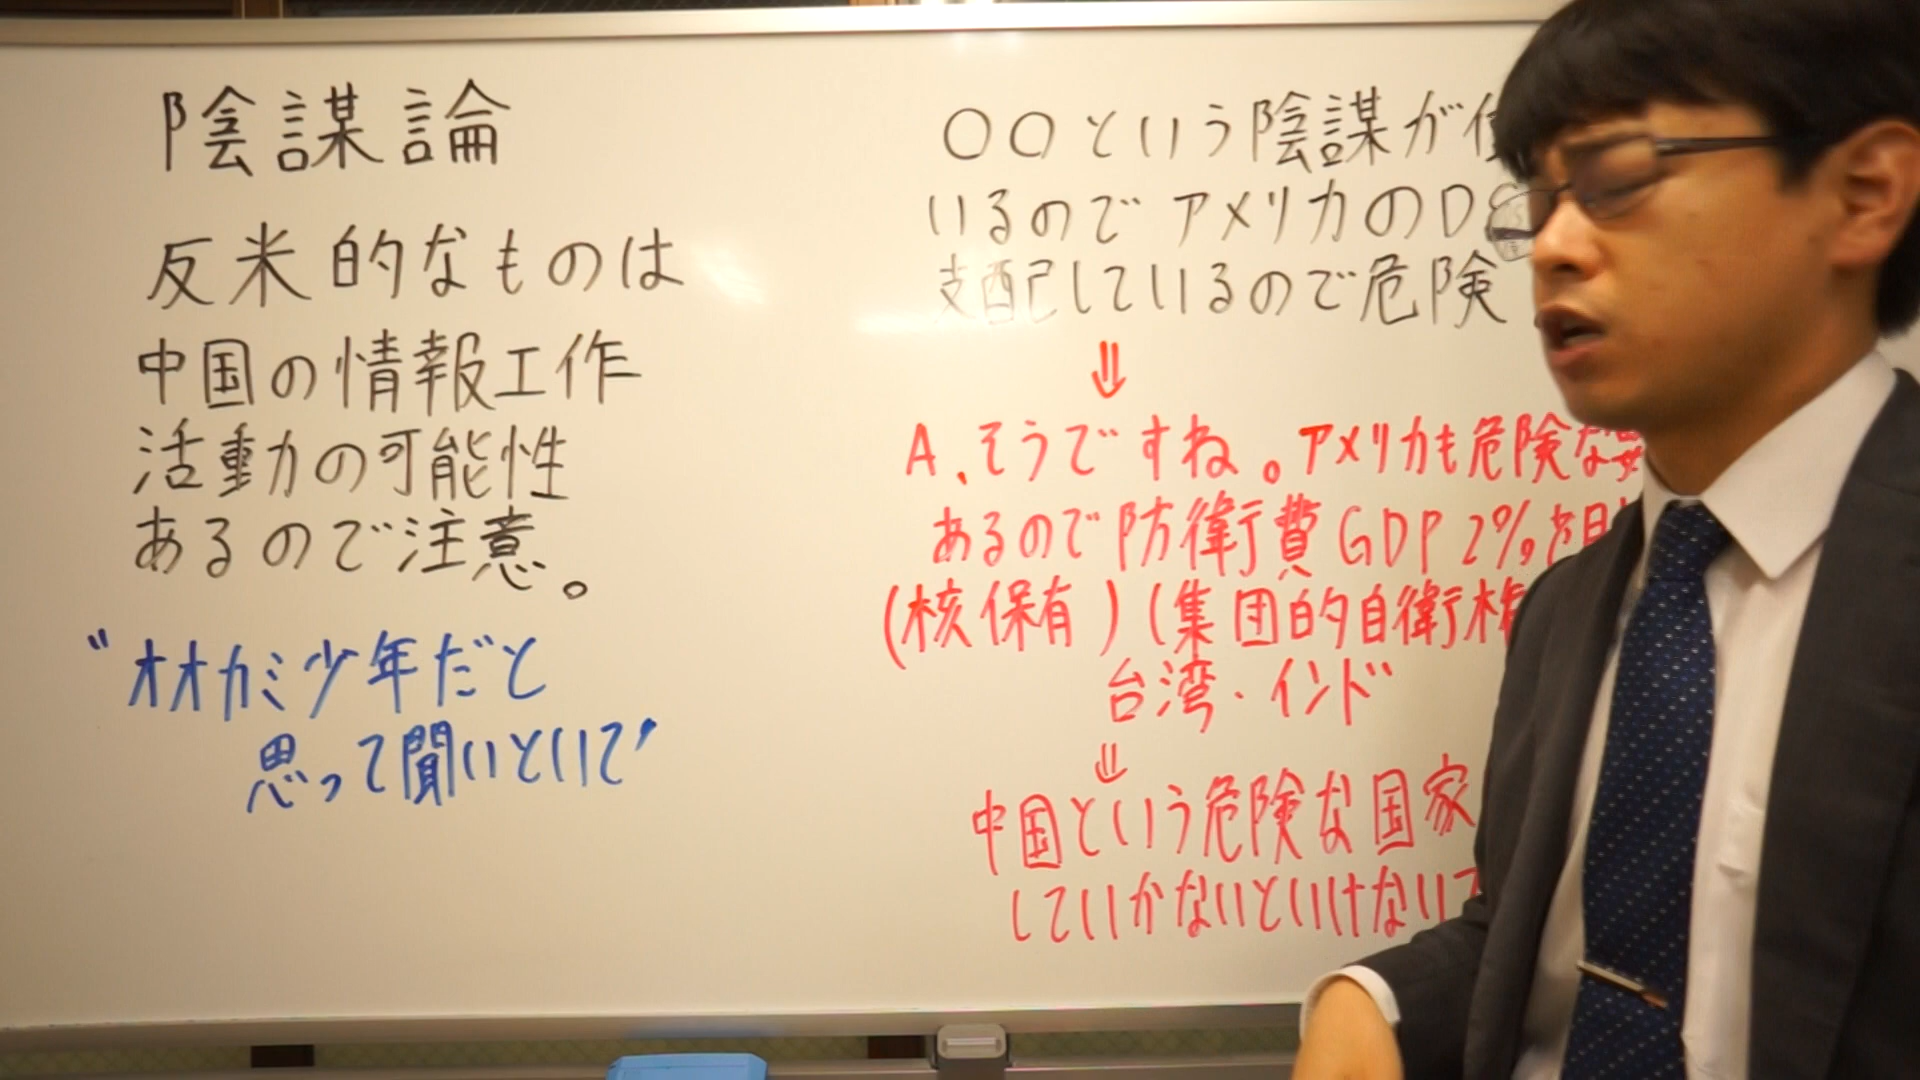 陰謀論
反米的なものは
中国の情報工作
活動の可能性
あるので注意。
"オオカミ少年だと
思って聞いといて"
〇〇という陰謀が
いるのでアメリカのD
支配しているので危険
⇓
A、そうですね。アメリカも危険な
あるので防衛費GDP2%を目
(核保有)(集団的自衛権
台湾・インド
⇓
中国という危険な国家
していかないといけない